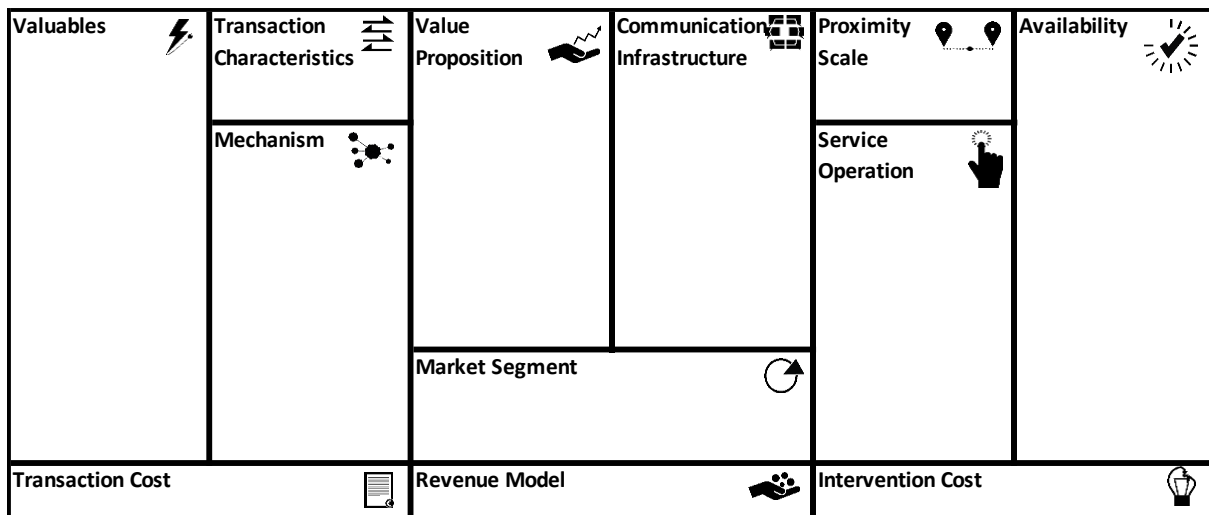 Valuables
Transaction
Characteristics
Mechanism
Value
Proposition
Communication
Infrastructure
Market Segment
Proximity
Scale
Service
Operation
Availability
Transaction Cost
Revenue Model
Intervention Cost